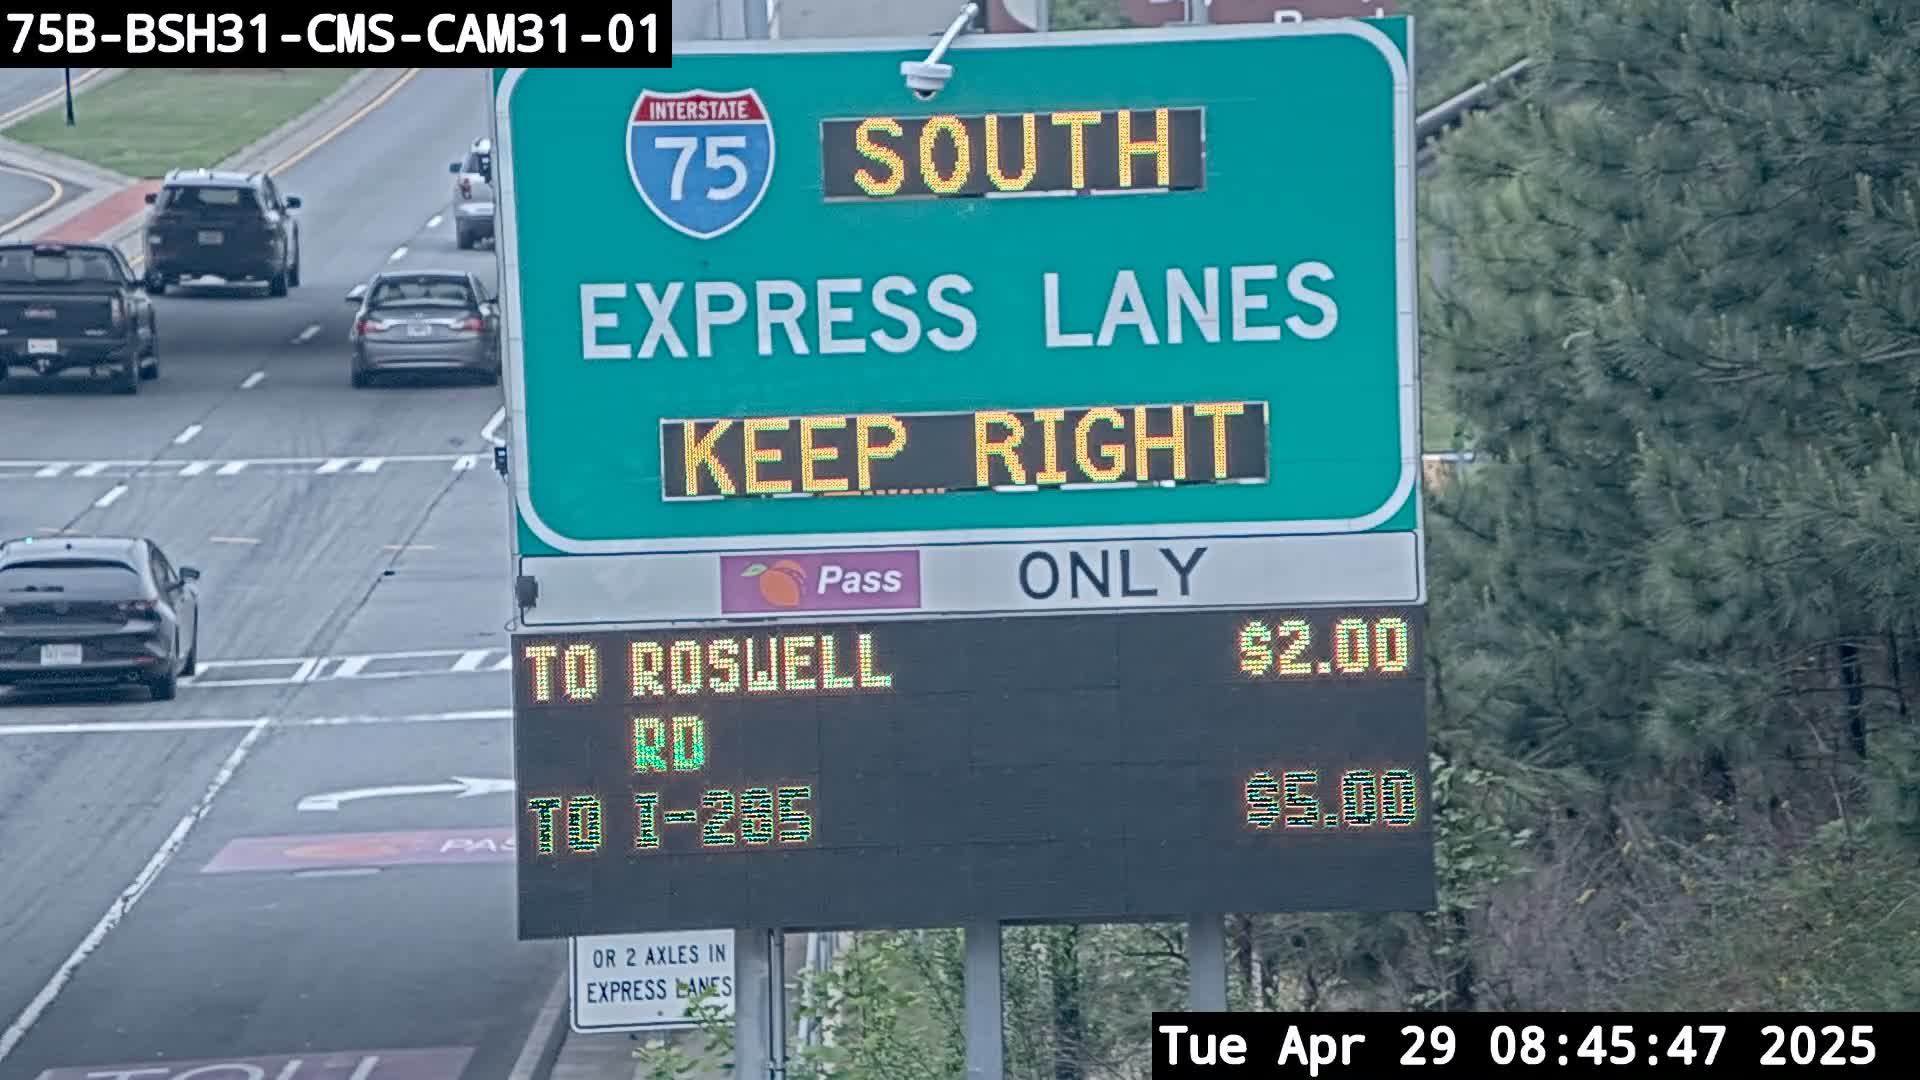 75B-BSH31-CMS-CAM31-01
INTERSTATE
75
SOUTH
EXPRESS LANES
KEEP RIGHT
Pass ONLY
TO ROSWELL $2.00
RD
TO I-285 $5.00
OR 2 AXLES IN
EXPRESS LANES
TOLL
Tue Apr 29 08:45:47 2025